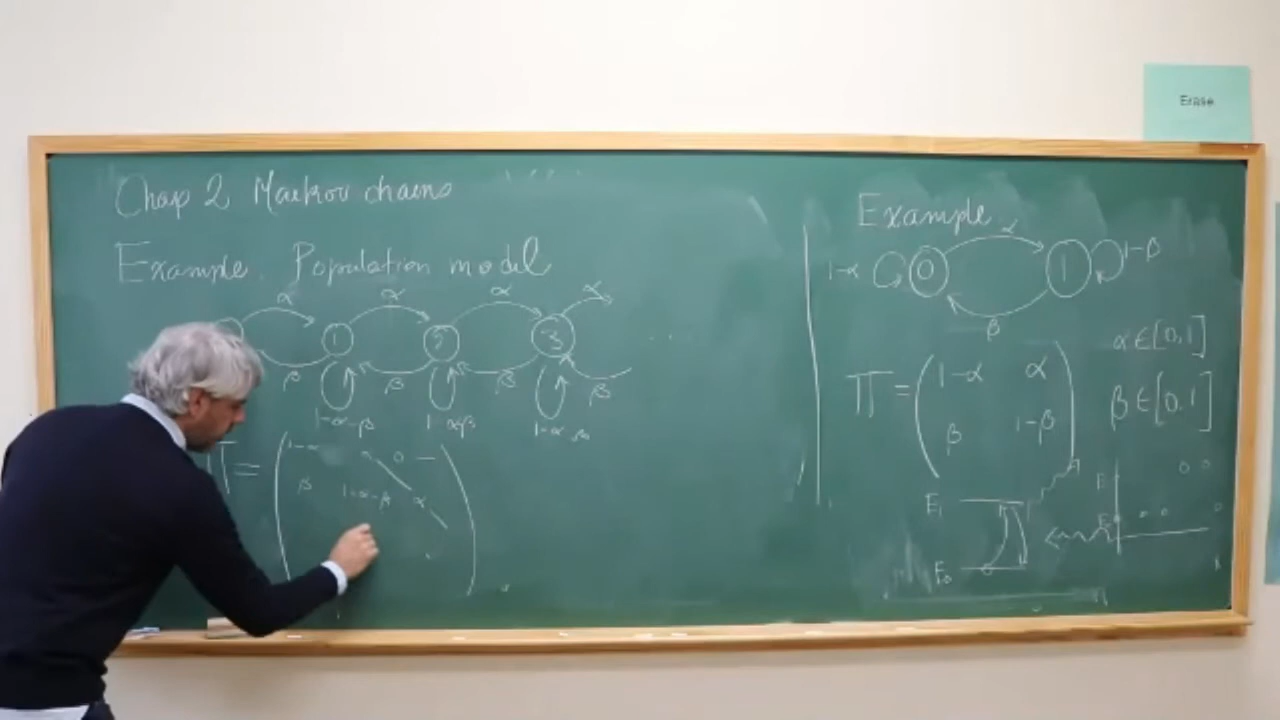 Erase
Chap 2 Markov chains
Example. Population model
α α α α
1 2 3
β β β β
1-α-β 1-αβ 1-α-β
Π =
1-α 0 —
β 1-α-β α
Example
α
1-α 0 1 1-β
β
Π = ( 1-α α
β 1-β )
α ∈ [0,1]
β ∈ [0,1]
E₁
E₀